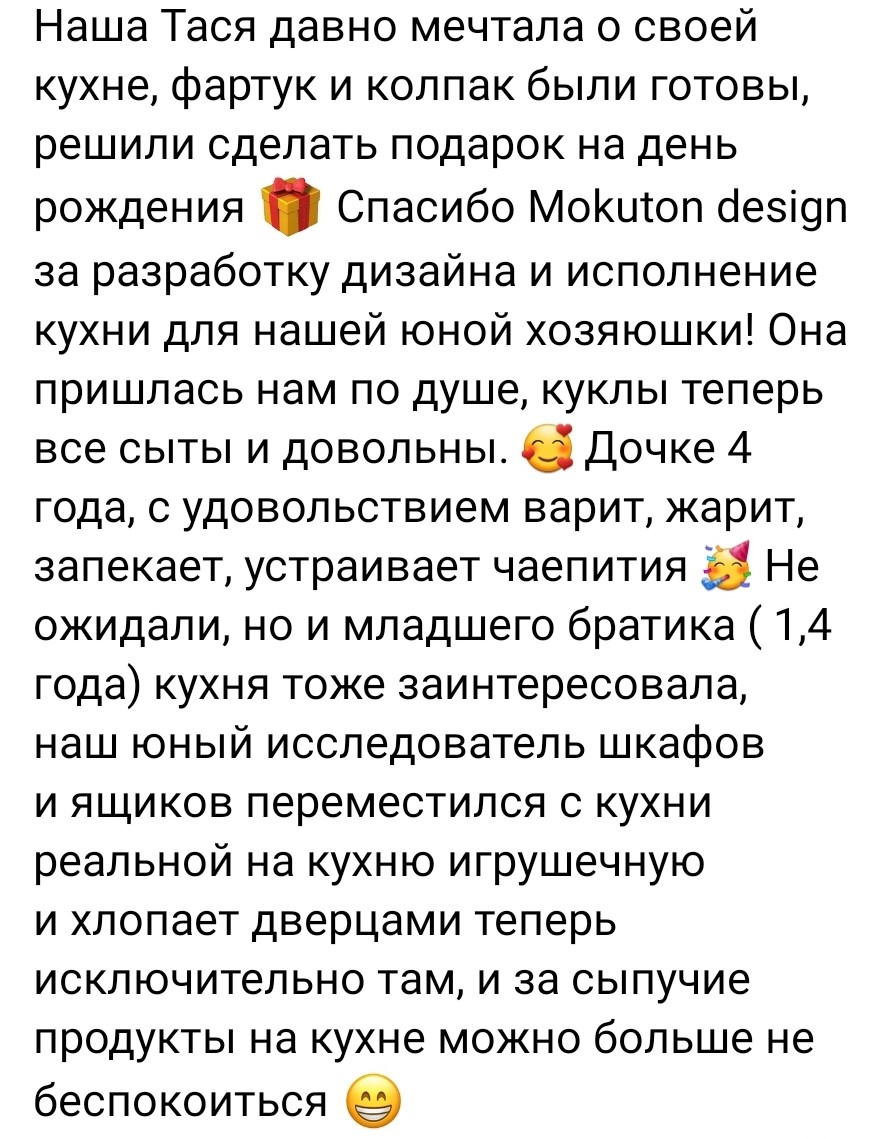 Наша Тася давно мечтала о своей
кухне, фартук и колпак были готовы,
решили сделать подарок на день
рождения 🎁 Спасибо Mokuton design
за разработку дизайна и исполнение
кухни для нашей юной хозяюшки! Она
пришлась нам по душе, куклы теперь
все сыты и довольны. 🥰 Дочке 4
года, с удовольствием варит, жарит,
запекает, устраивает чаепития 🥳 Не
ожидали, но и младшего братика ( 1,4
года) кухня тоже заинтересовала,
наш юный исследователь шкафов
и ящиков переместился с кухни
реальной на кухню игрушечную
и хлопает дверцами теперь
исключительно там, и за сыпучие
продукты на кухне можно больше не
беспокоиться 😁